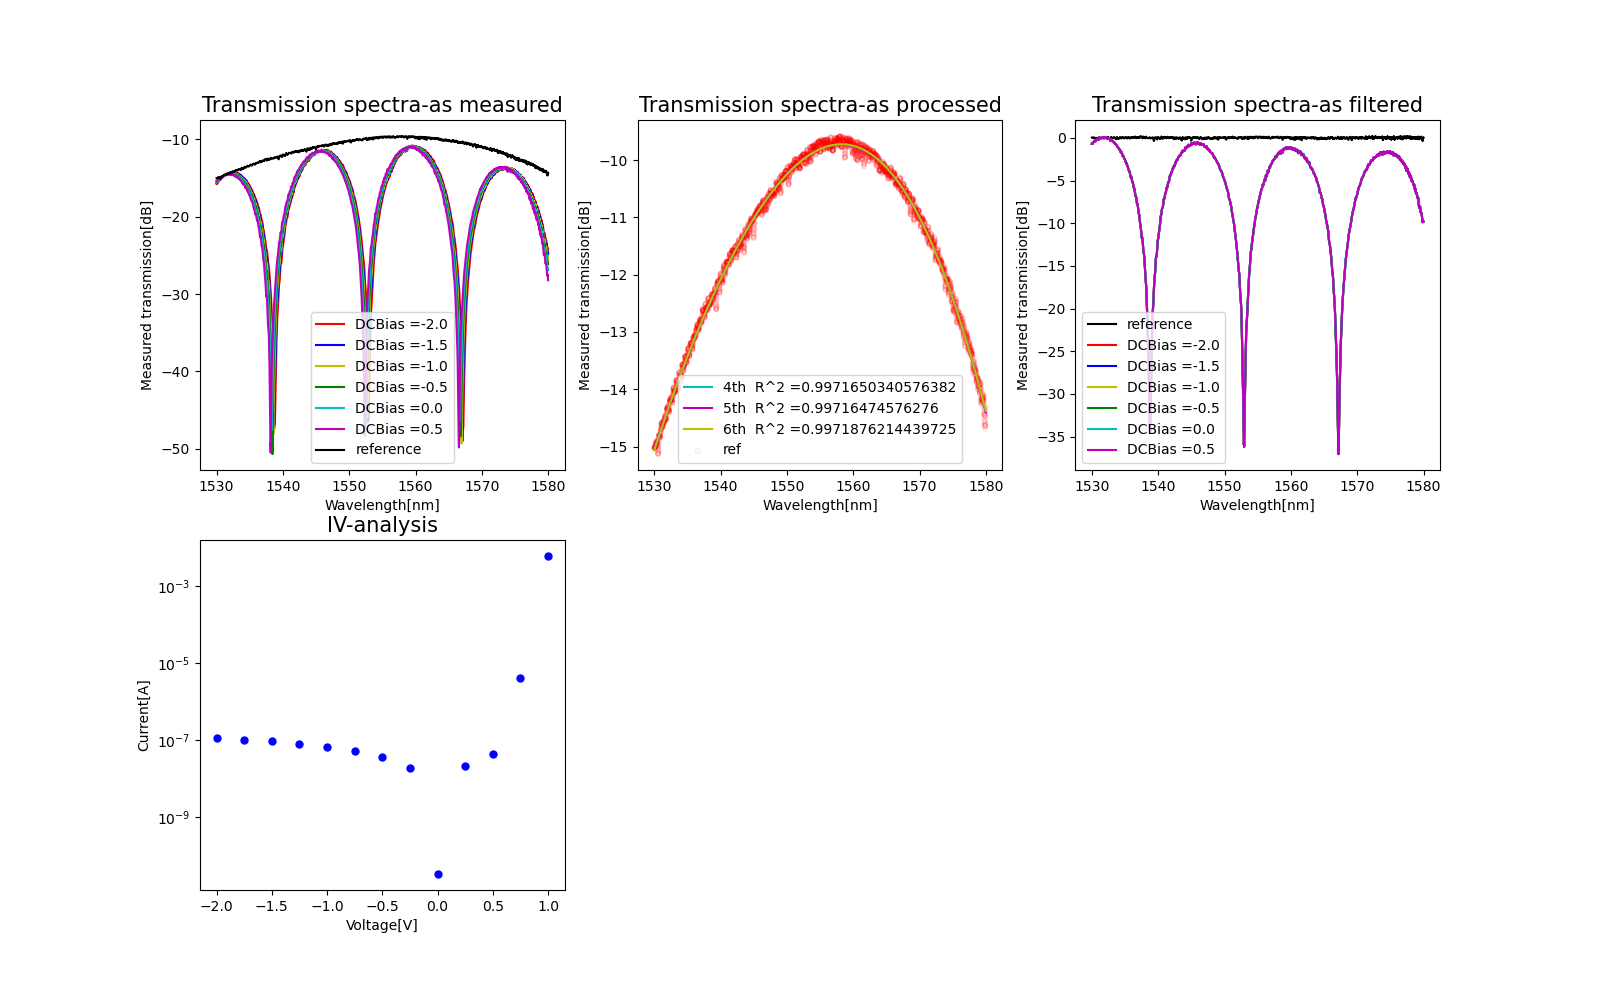 Transmission spectra-as measured
Measured transmission[dB]
−10
−20
−30
−40
−50
DCBias =-2.0
DCBias =-1.5
DCBias =-1.0
DCBias =-0.5
DCBias =0.0
DCBias =0.5
reference
1530 1540 1550 1560 1570 1580
Wavelength[nm]
Transmission spectra-as processed
Measured transmission[dB]
−10
−11
−12
−13
−14
−15
4th R^2 =0.9971650340576382
5th R^2 =0.99716474576276
6th R^2 =0.9971876214439725
ref
1530 1540 1550 1560 1570 1580
Wavelength[nm]
Transmission spectra-as filtered
Measured transmission[dB]
0
−5
−10
−15
−20
−25
−30
−35
reference
DCBias =-2.0
DCBias =-1.5
DCBias =-1.0
DCBias =-0.5
DCBias =0.0
DCBias =0.5
1530 1540 1550 1560 1570 1580
Wavelength[nm]
IV-analysis
Current[A]
10⁻³
10⁻⁵
10⁻⁷
10⁻⁹
−2.0 −1.5 −1.0 −0.5 0.0 0.5 1.0
Voltage[V]